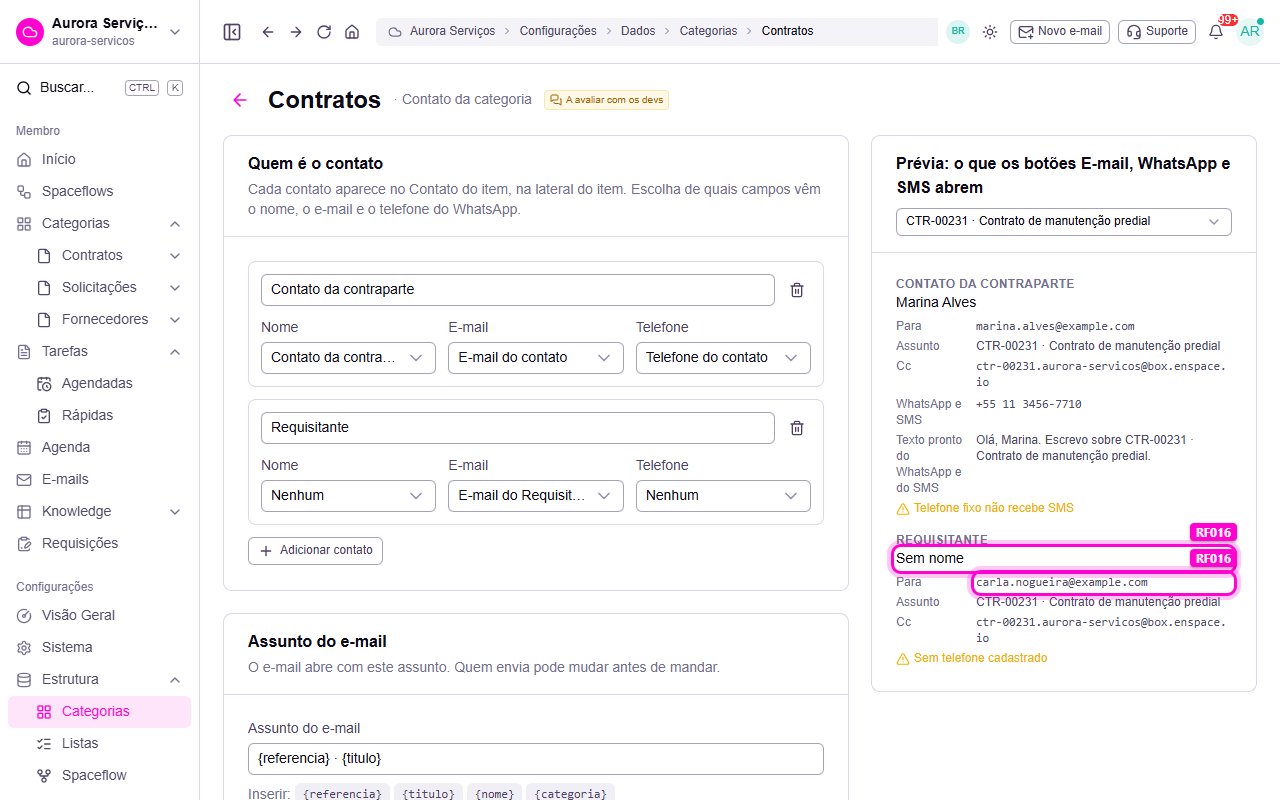 Aurora Serviç...
aurora-servicos
Aurora Serviços > Configurações > Dados > Categorias > Contratos
BR
Novo e-mail
Suporte
99+
AR
Buscar...
CTRL K
Membro
Início
Spaceflows
Categorias
Contratos
Solicitações
Fornecedores
Tarefas
Agendadas
Rápidas
Agenda
E-mails
Knowledge
Requisições
Configurações
Visão Geral
Sistema
Estrutura
Categorias
Listas
Spaceflow
Contratos · Contato da categoria
A avaliar com os devs
Quem é o contato
Cada contato aparece no Contato do item, na lateral do item. Escolha de quais campos vêm
o nome, o e-mail e o telefone do WhatsApp.
Contato da contraparte
Nome E-mail Telefone
Contato da contra... E-mail do contato Telefone do contato
Requisitante
Nome E-mail Telefone
Nenhum E-mail do Requisit... Nenhum
Adicionar contato
Assunto do e-mail
O e-mail abre com este assunto. Quem envia pode mudar antes de mandar.
Assunto do e-mail
{referencia} · {titulo}
Inserir: {referencia} {titulo} {nome} {categoria}
Prévia: o que os botões E-mail, WhatsApp e
SMS abrem
CTR-00231 · Contrato de manutenção predial
CONTATO DA CONTRAPARTE
Marina Alves
Para marina.alves@example.com
Assunto CTR-00231 · Contrato de manutenção predial
Cc ctr-00231.aurora-servicos@box.enspace.
io
WhatsApp e +55 11 3456-7710
SMS
Texto pronto Olá, Marina. Escrevo sobre CTR-00231 ·
do Contrato de manutenção predial.
WhatsApp e
do SMS
Telefone fixo não recebe SMS
REQUISITANTE RF016
Sem nome RF016
Para carla.nogueira@example.com
Assunto CTR-00231 · Contrato de manutenção predial
Cc ctr-00231.aurora-servicos@box.enspace.
io
Sem telefone cadastrado